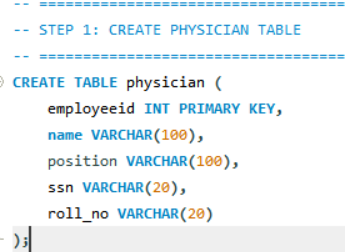 -- ==================================
-- STEP 1: CREATE PHYSICIAN TABLE
-- ==================================
CREATE TABLE physician (
    employeeid INT PRIMARY KEY,
    name VARCHAR(100),
    position VARCHAR(100),
    ssn VARCHAR(20),
    roll_no VARCHAR(20)
);